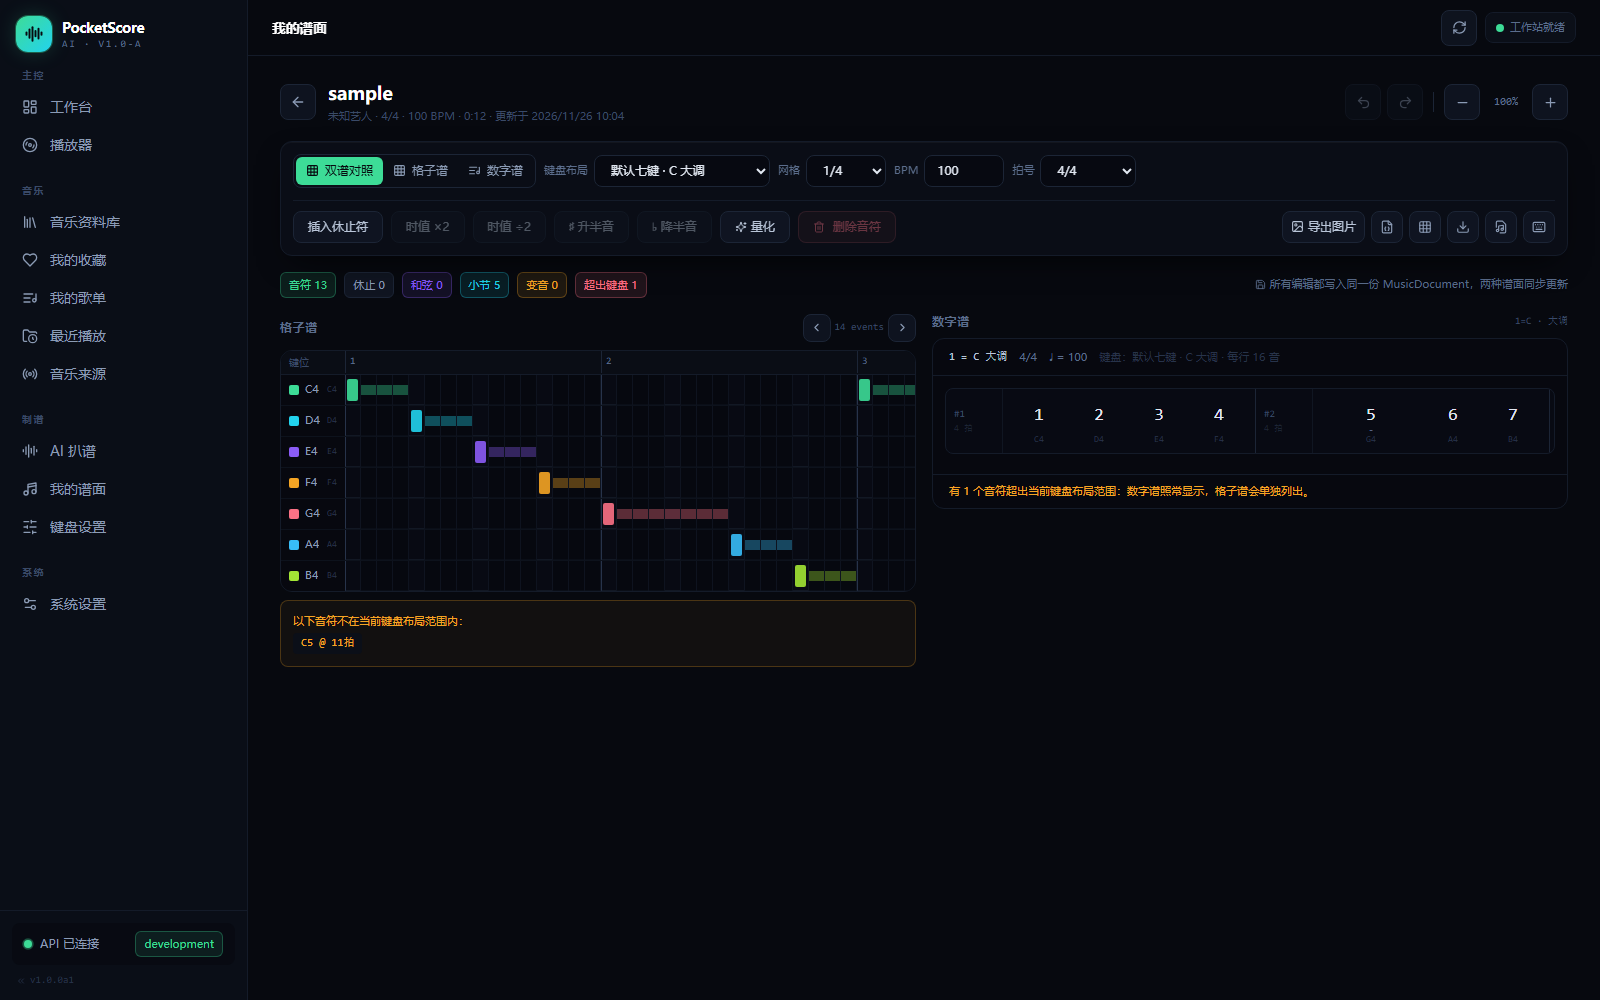 PocketScore
AI · V1.0-A
主控
工作台
播放器
音乐
音乐资料库
我的收藏
我的歌单
最近播放
音乐来源
制谱
AI 扒谱
我的谱面
键盘设置
系统
系统设置
API 已连接
development
v1.0.0a1
我的谱面
工作站就绪
sample
未知艺人 · 4/4 · 100 BPM · 0:12 · 更新于 2026/11/26 10:04
100%
双谱对照 格子谱 数字谱 键盘布局 默认七键 · C 大调 网格 1/4 BPM 100 拍号 4/4
插入休止符 时值 ×2 时值 ÷2 ♯升半音 ♭降半音 量化 删除音符 导出图片
音符 13 休止 0 和弦 0 小节 5 变音 0 超出键盘 1
所有编辑都写入同一份 MusicDocument，两种谱面同步更新
格子谱 14 events
键位 1 2 3
C4 C4
D4 D4
E4 E4
F4 F4
G4 G4
A4 A4
B4 B4
以下音符不在当前键盘布局范围内：
C5 @ 11拍
数字谱 1=C · 大调
1 = C 大调 4/4 ♩ = 100 键盘：默认七键 · C 大调 · 每行 16 音
#1 1 2 3 4 #2 5 6 7
4 拍 4 拍 -
C4 D4 E4 F4 G4 A4 B4
有 1 个音符超出当前键盘布局范围：数字谱照常显示，格子谱会单独列出。